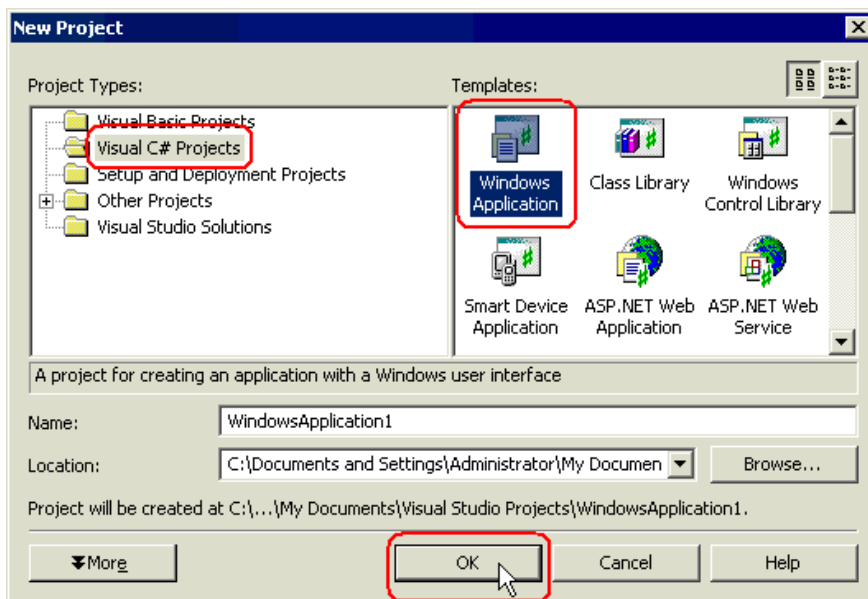 New Project
Project Types:
Templates:
Visual Basic Projects
Visual C# Projects
Setup and Deployment Projects
Other Projects
Visual Studio Solutions
Windows
Application
Class Library
Windows
Control Library
Smart Device
Application
ASP.NET Web
Application
ASP.NET Web
Service
A project for creating an application with a Windows user interface
Name:
WindowsApplication1
Location:
C:\Documents and Settings\Administrator\My Documen
Browse...
Project will be created at C:\...\My Documents\Visual Studio Projects\WindowsApplication1.
More
OK
Cancel
Help